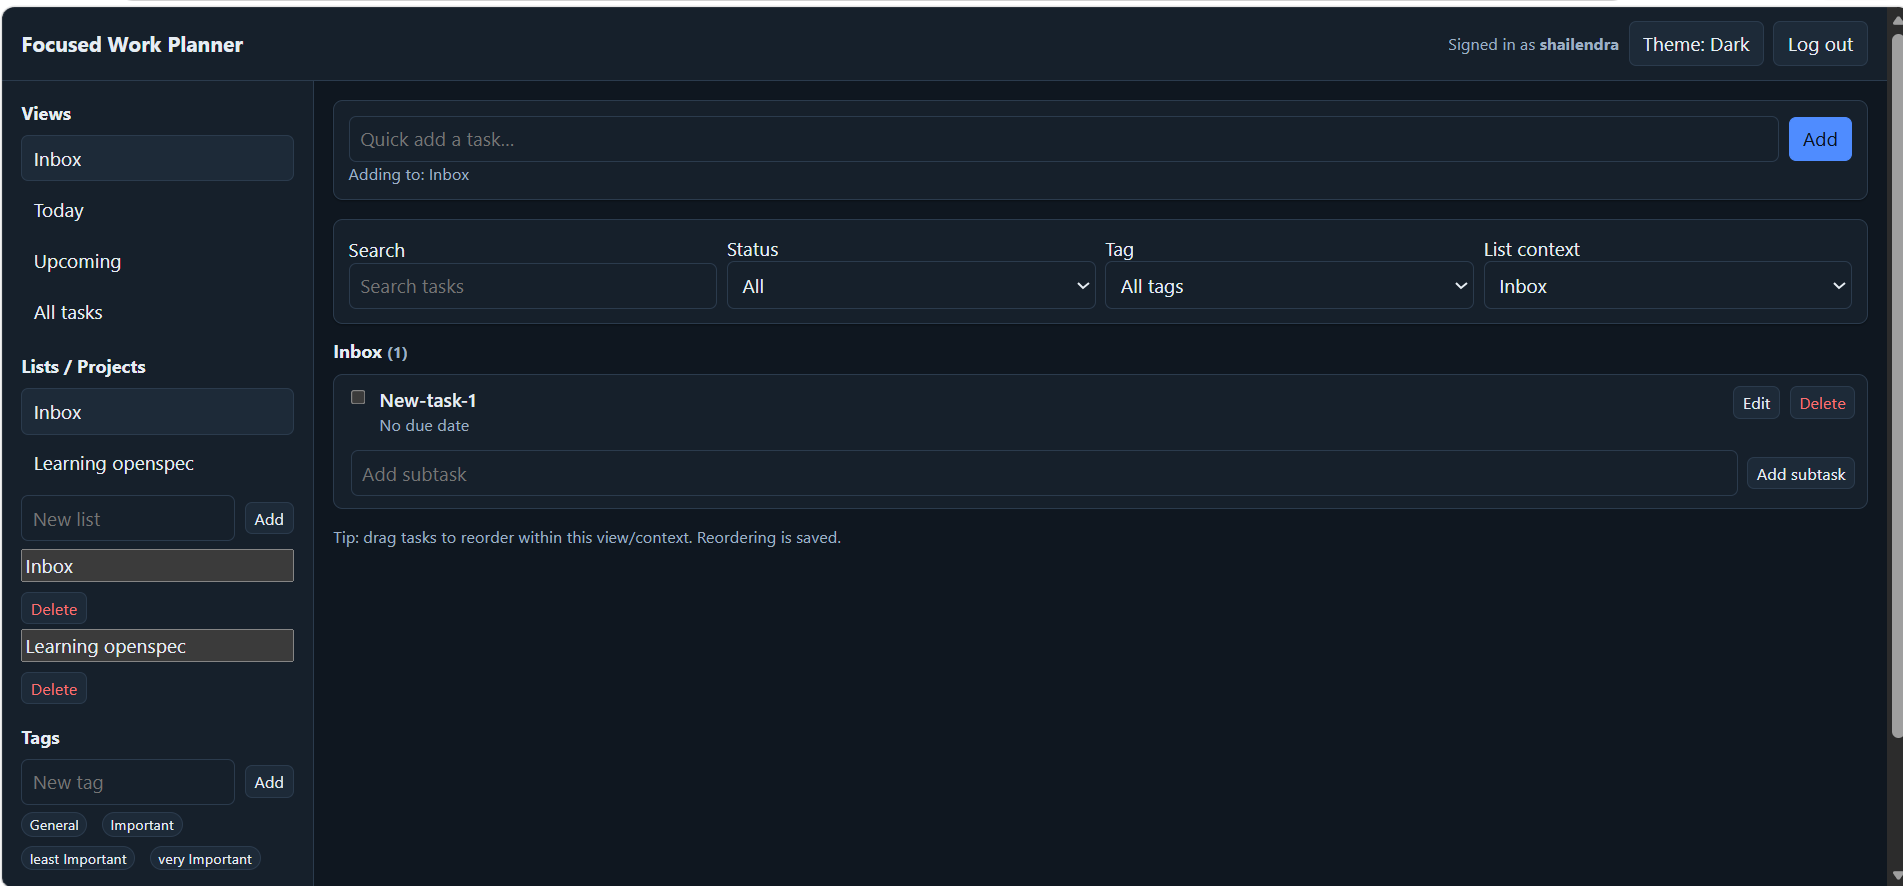 Focused Work Planner
Signed in as shailendra
Theme: Dark
Log out
Views
Inbox
Today
Upcoming
All tasks
Lists / Projects
Inbox
Learning openspec
New list
Add
Inbox
Delete
Learning openspec
Delete
Tags
New tag
Add
General
Important
least Important
very Important
Quick add a task...
Add
Adding to: Inbox
Search
Search tasks
Status
All
Tag
All tags
List context
Inbox
Inbox (1)
New-task-1
No due date
Edit
Delete
Add subtask
Add subtask
Tip: drag tasks to reorder within this view/context. Reordering is saved.